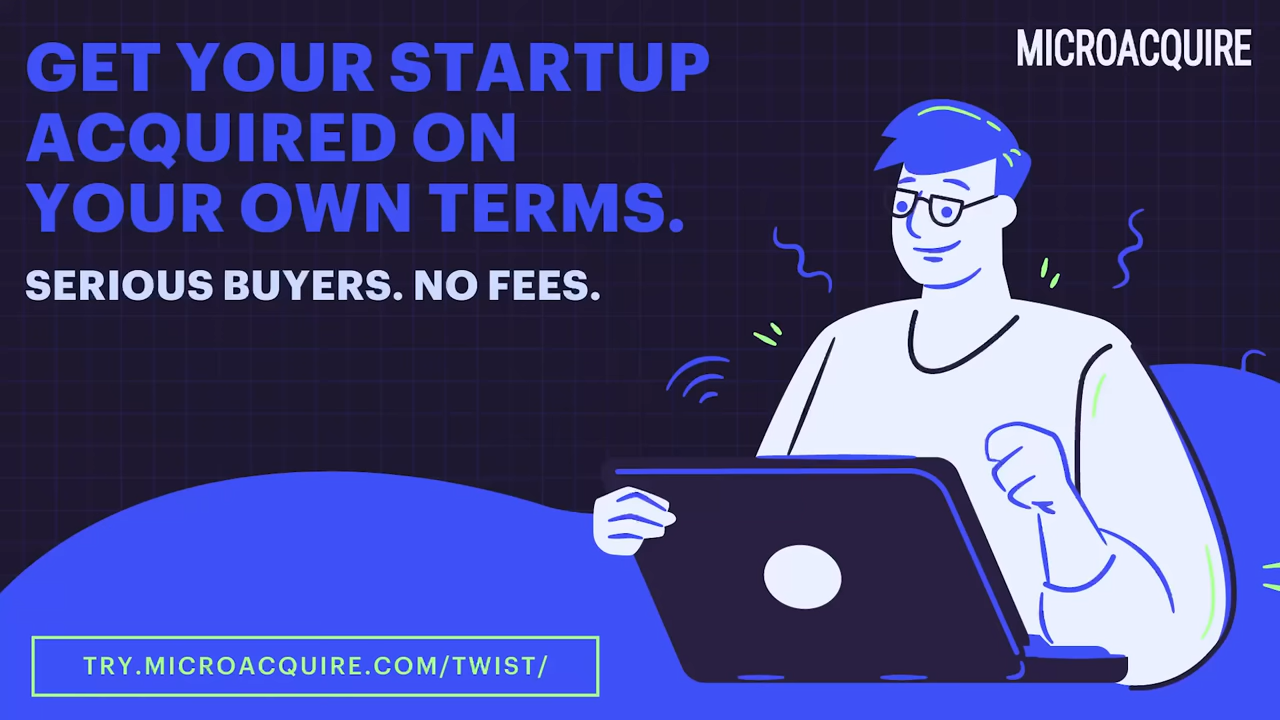 GET YOUR STARTUP
ACQUIRED ON
YOUR OWN TERMS.
SERIOUS BUYERS. NO FEES.
MICROACQUIRE
TRY.MICROACQUIRE.COM/TWIST/